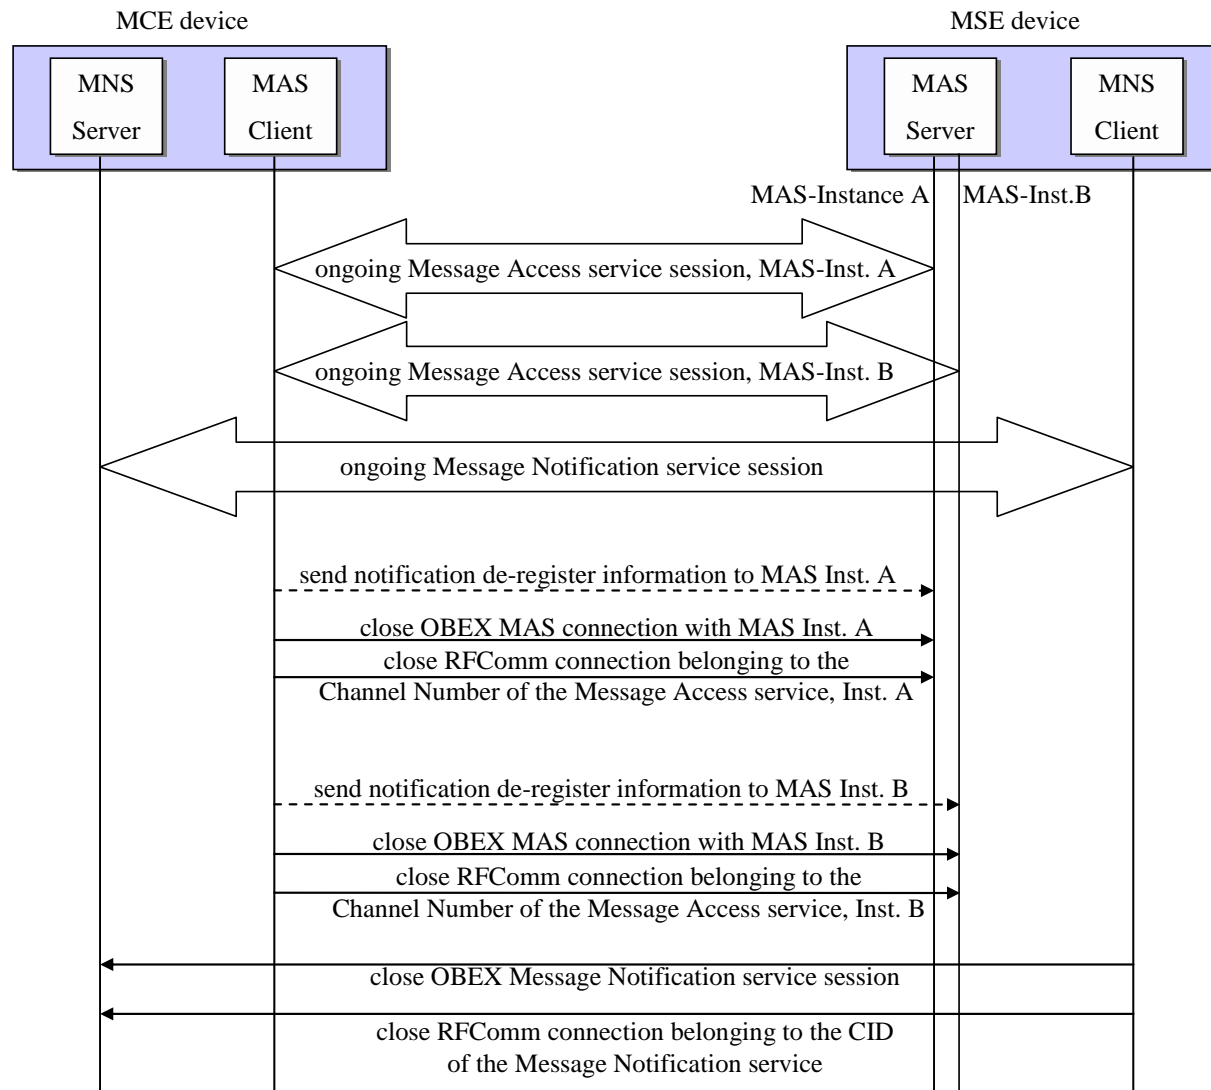 MCE device
MSE device
MNS
Server
MAS
Client
MAS
Server
MNS
Client
MAS-Instance A
MAS-Inst.B
ongoing Message Access service session, MAS-Inst. A
ongoing Message Access service session, MAS-Inst. B
ongoing Message Notification service session
send notification de-register information to MAS Inst. A
close OBEX MAS connection with MAS Inst. A
close RFComm connection belonging to the
Channel Number of the Message Access service, Inst. A
send notification de-register information to MAS Inst. B
close OBEX MAS connection with MAS Inst. B
close RFComm connection belonging to the
Channel Number of the Message Access service, Inst. B
close OBEX Message Notification service session
close RFComm connection belonging to the CID
of the Message Notification service